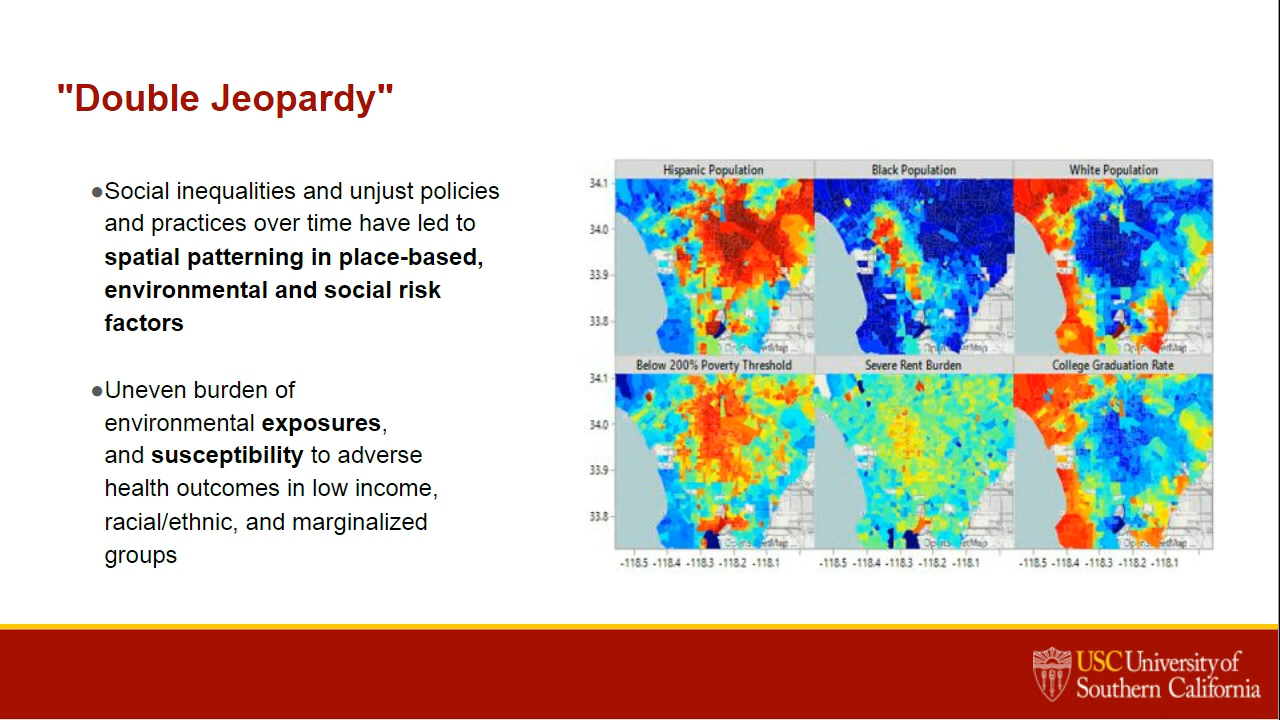 "Double Jeopardy"
●Social inequalities and unjust policies
and practices over time have led to
spatial patterning in place-based,
environmental and social risk
factors
●Uneven burden of
environmental exposures,
and susceptibility to adverse
health outcomes in low income,
racial/ethnic, and marginalized
groups
Hispanic Population Black Population White Population
34.1
34.0
33.9
33.8
Below 200% Poverty Threshold Severe Rent Burden College Graduation Rate
34.1
34.0
33.9
33.8
-118.5 -118.4 -118.3 -118.2 -118.1 -118.5 -118.4 -118.3 -118.2 -118.1 -118.5 -118.4 -118.3 -118.2 -118.1
USC University of
Southern California